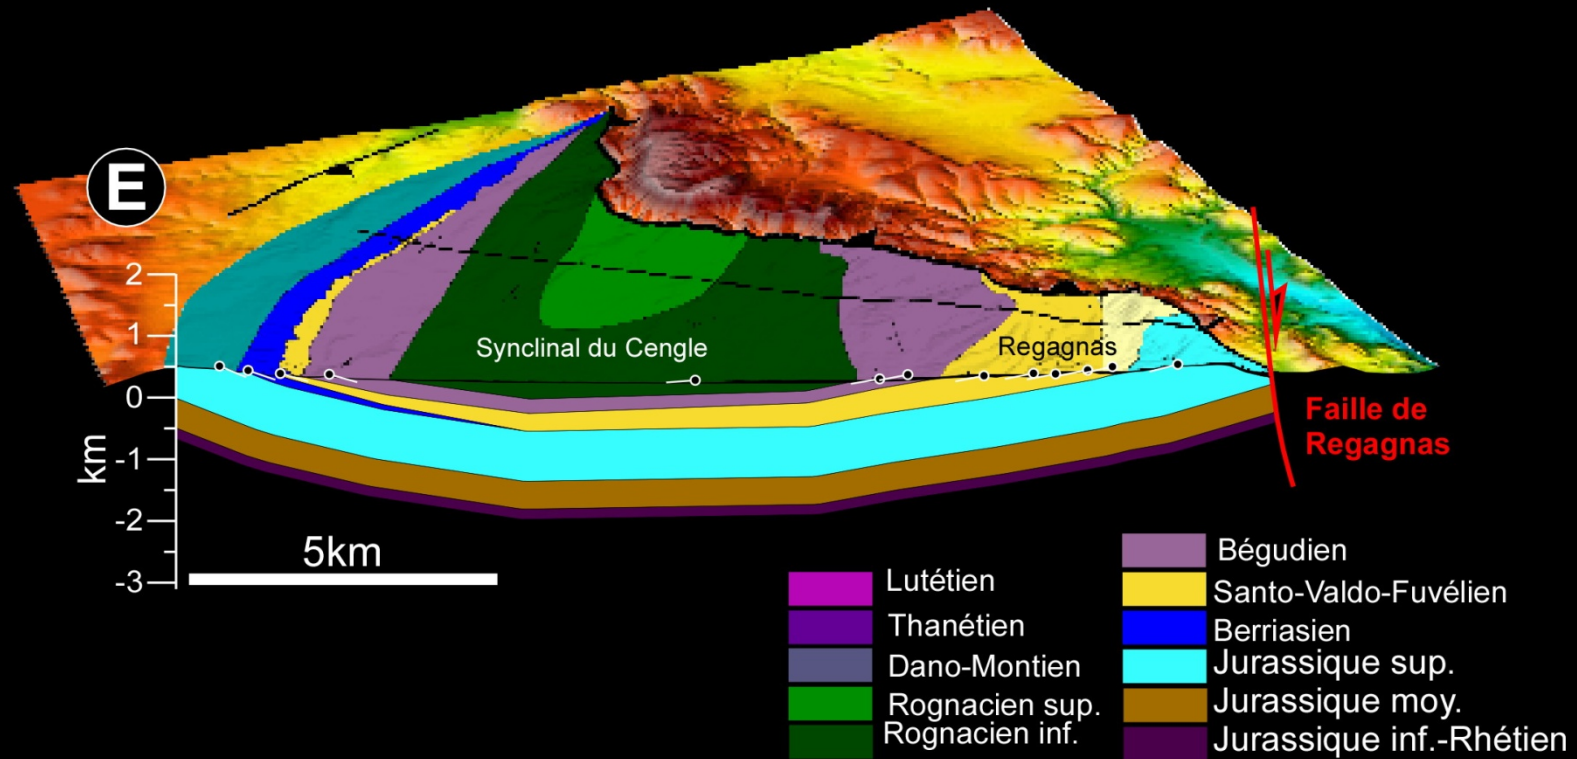 E
2
1
0
-1
-2
-3
km
5km
Synclinal du Cengle
Regagnas
Faille de
Regagnas
Lutétien
Thanétien
Dano-Montien
Rognacien sup.
Rognacien inf.
Bégudien
Santo-Valdo-Fuvélien
Berriasien
Jurassique sup.
Jurassique moy.
Jurassique inf.-Rhétien